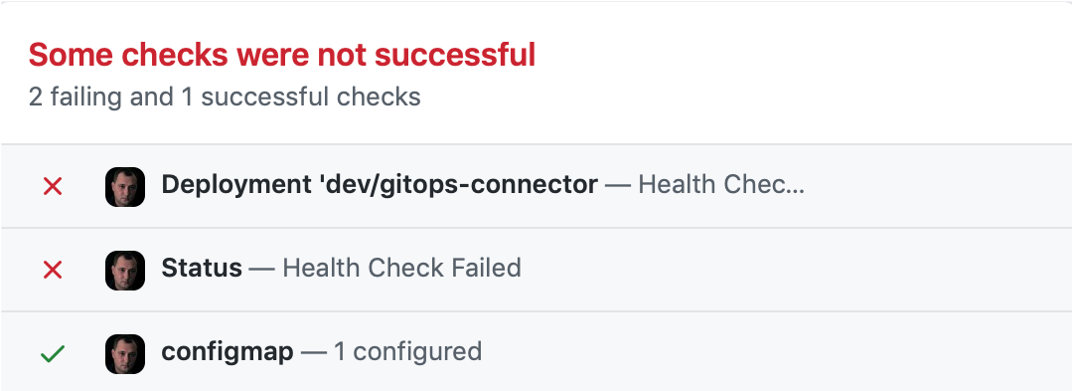 Some checks were not successful
2 failing and 1 successful checks
Deployment 'dev/gitops-connector — Health Chec...
Status — Health Check Failed
configmap — 1 configured